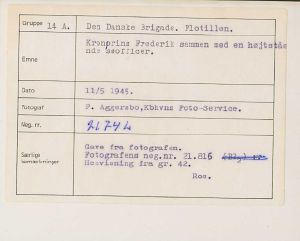 Gruppe 14 A. Den Danske Brigade. Flotillen.
Emne Kronprins Frederik sammen med en højtstå
nde søofficer.
Dato 11/5 1945.
Fotograf P. Aggersbo,Kbhvns Foto-Service.
Neg. nr. 21742
Særlige bemærkninger Gave fra fotografen.
Fotografens neg.nr. 21.816
Henvisning fra gr. 42.
Ros.